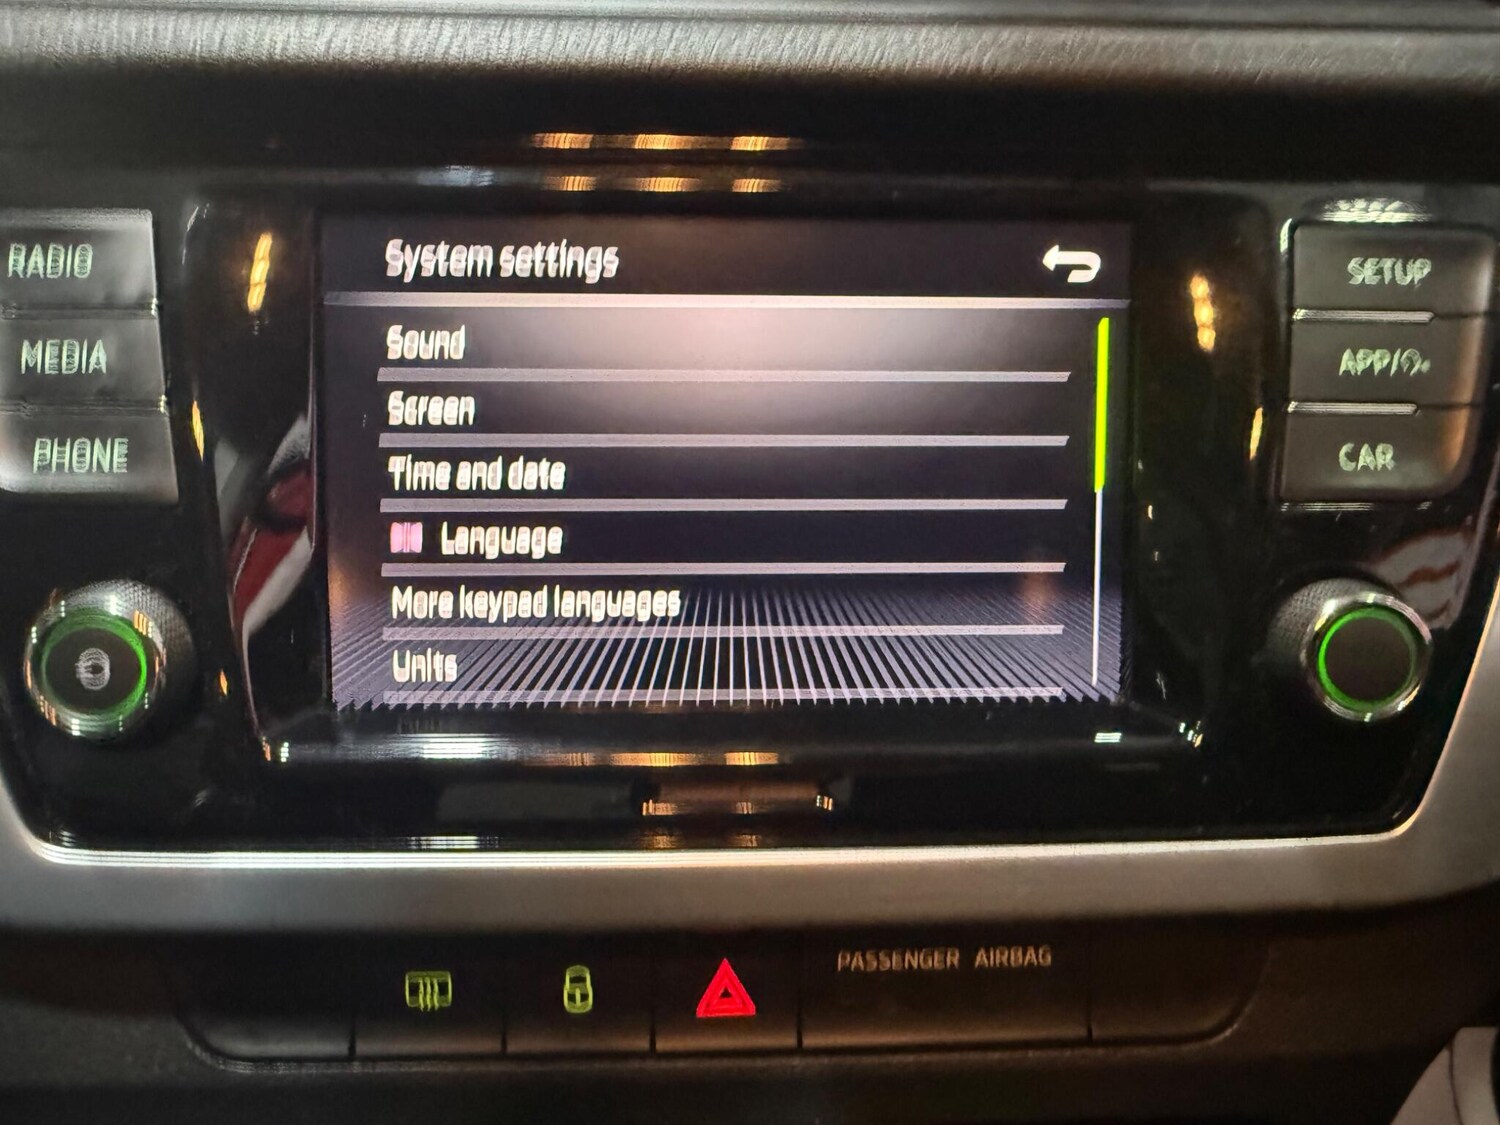 System settings
Sound
Screen
Time and date
Language
More keypad languages
Units
RADIO
MEDIA
PHONE
SETUP
CAR
PASSENGER AIRBAG